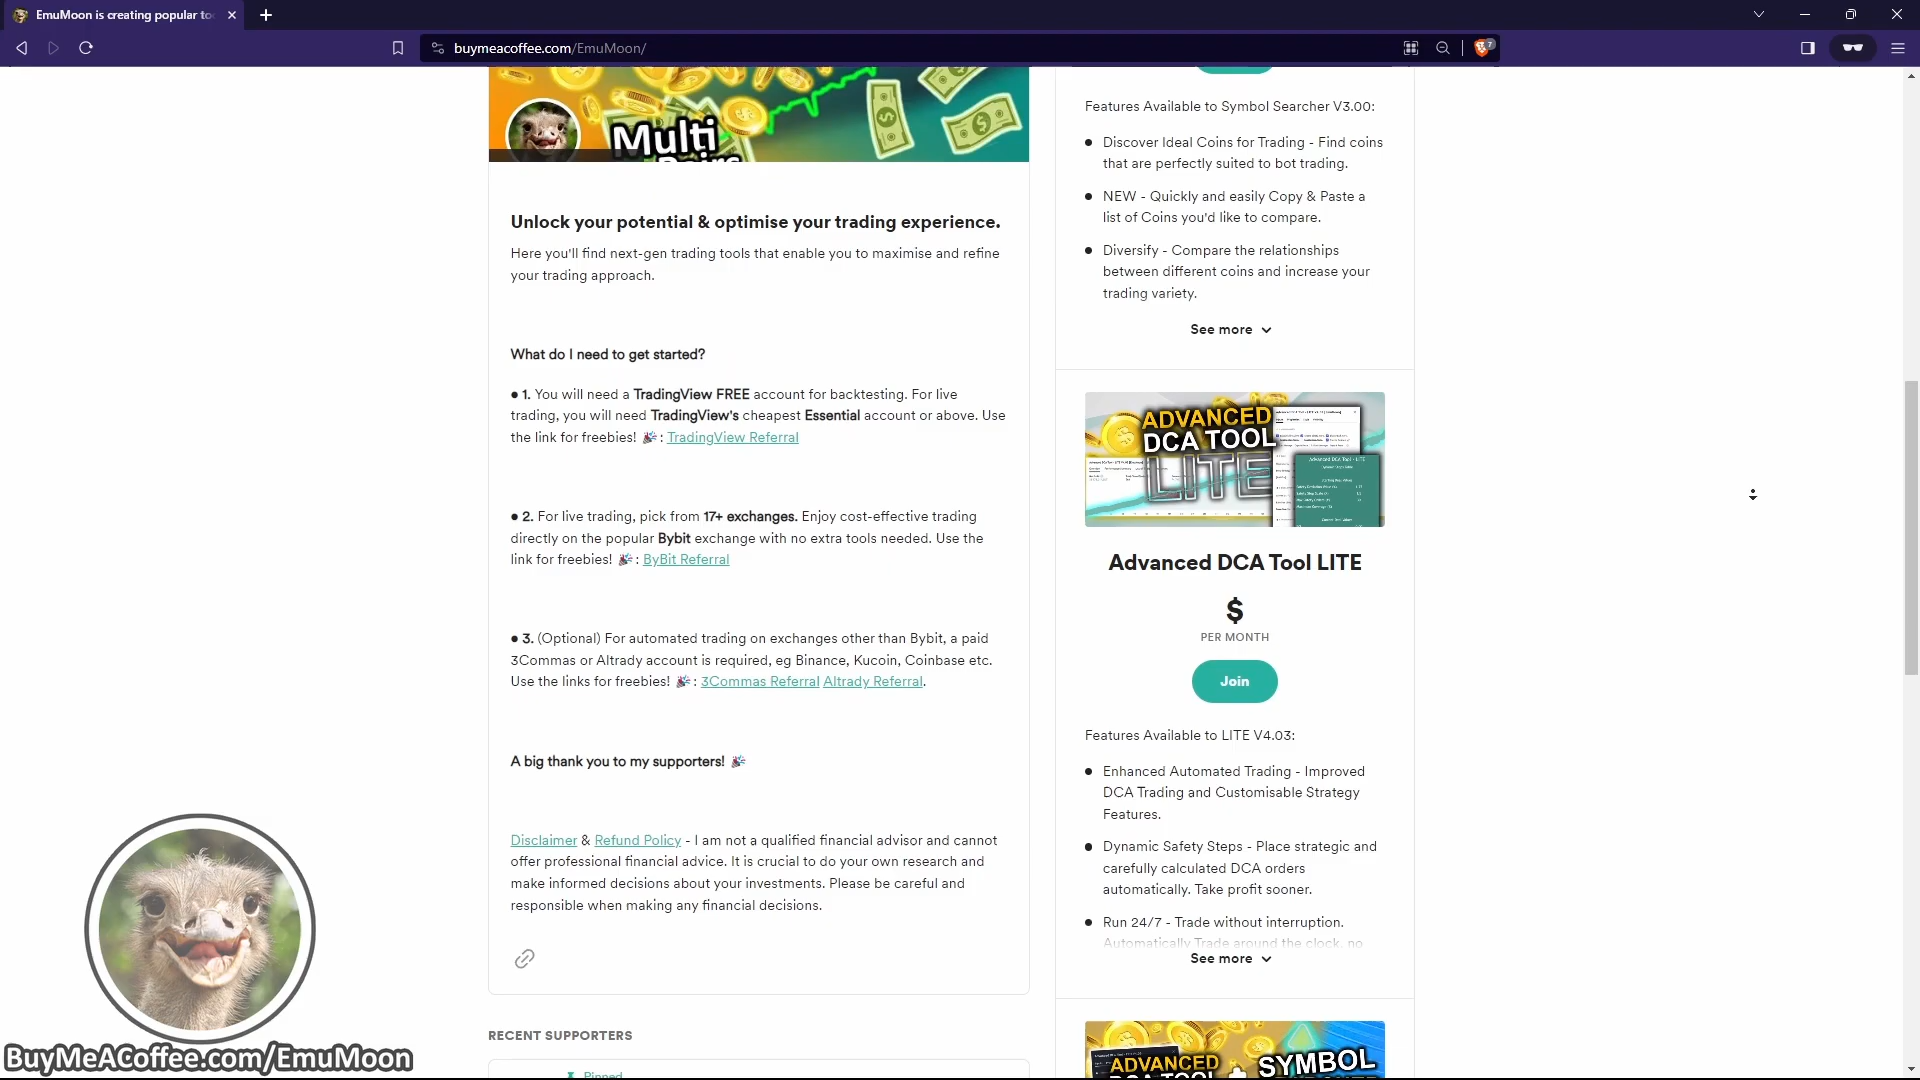 EmuMoon is creating popular to
buymeacoffee.com/EmuMoon/
7
Multi
Pairs
Unlock your potential & optimise your trading experience.
Here you'll find next-gen trading tools that enable you to maximise and refine
your trading approach.
What do I need to get started?
● 1. You will need a TradingView FREE account for backtesting. For live
trading, you will need TradingView's cheapest Essential account or above. Use
the link for freebies! 🎉 : TradingView Referral
● 2. For live trading, pick from 17+ exchanges. Enjoy cost-effective trading
directly on the popular Bybit exchange with no extra tools needed. Use the
link for freebies! 🎉 : ByBit Referral
● 3. (Optional) For automated trading on exchanges other than Bybit, a paid
3Commas or Altrady account is required, eg Binance, Kucoin, Coinbase etc.
Use the links for freebies! 🎉 : 3Commas Referral Altrady Referral.
A big thank you to my supporters! 🎉
Disclaimer & Refund Policy - I am not a qualified financial advisor and cannot
offer professional financial advice. It is crucial to do your own research and
make informed decisions about your investments. Please be careful and
responsible when making any financial decisions.
RECENT SUPPORTERS
Pinned
Features Available to Symbol Searcher V3.00:
● Discover Ideal Coins for Trading - Find coins
that are perfectly suited to bot trading.
● NEW - Quickly and easily Copy & Paste a
list of Coins you'd like to compare.
● Diversify - Compare the relationships
between different coins and increase your
trading variety.
See more
ADVANCED
DCA TOOL
LITE
Advanced DCA Tool - LITE
Advanced DCA Tool LITE
$
PER MONTH
Join
Features Available to LITE V4.03:
● Enhanced Automated Trading - Improved
DCA Trading and Customisable Strategy
Features.
● Dynamic Safety Steps - Place strategic and
carefully calculated DCA orders
automatically. Take profit sooner.
● Run 24/7 - Trade without interruption.
Automatically Trade around the clock, no
See more
ADVANCED
DCA TOOL + SYMBOL
BuyMeACoffee.com/EmuMoon